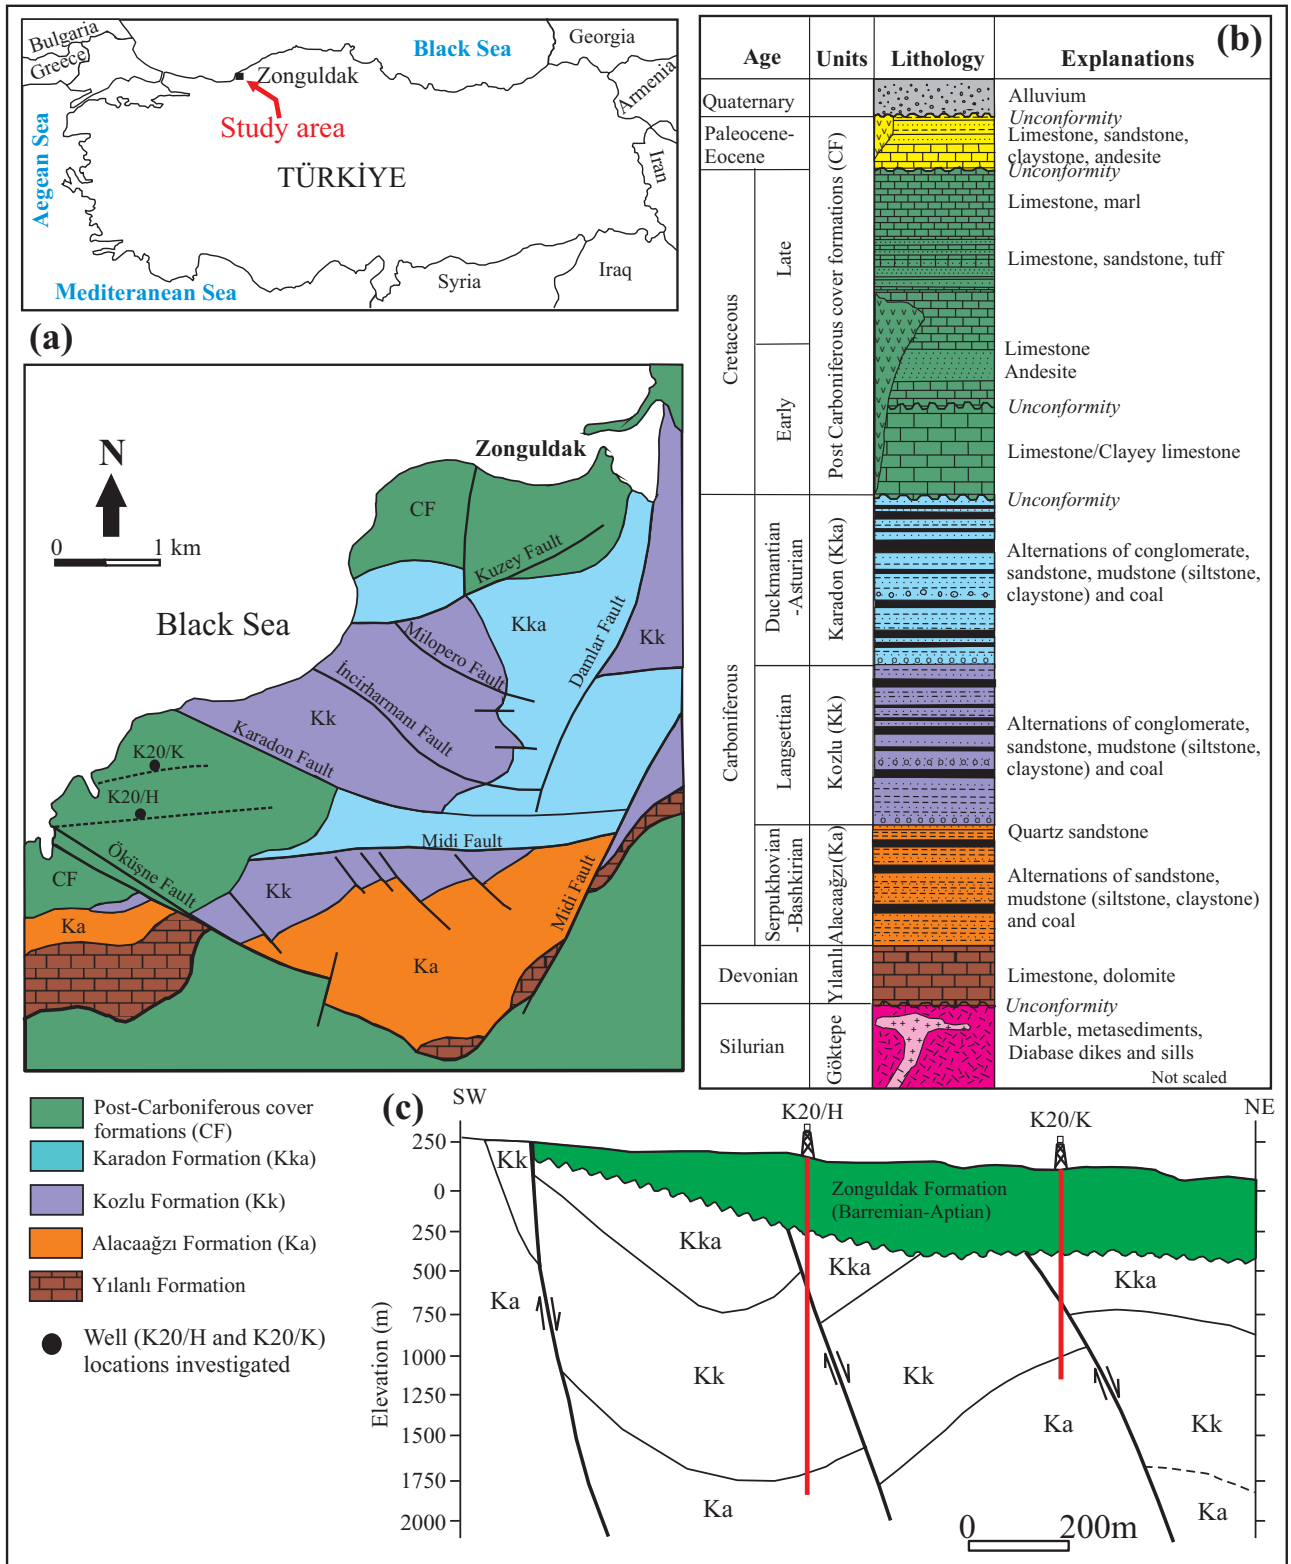 Bulgaria
Greece
Black Sea
Georgia
Armenia
Zonguldak
Study area
Aegean Sea
TÜRKİYE
Iran
Mediteranean Sea
Syria
Iraq
(a)
N
0 1 km
Black Sea
Zonguldak
CF
Kuzey Fault
Kka
Kk
Milopero Fault
Damlar Fault
İncirharmanı Fault
Kk
Karadon Fault
K20/K
K20/H
Midi Fault
Öküşne Fault
CF
Kk
Ka
Ka
Midi Fault
Post-Carboniferous cover
formations (CF)
Karadon Formation (Kka)
Kozlu Formation (Kk)
Alacaağzı Formation (Ka)
Yılanlı Formation
Well (K20/H and K20/K)
locations investigated
(b)
Age Units Lithology Explanations
Quaternary
Alluvium
Unconformity
Paleocene-
Eocene
Limestone, sandstone,
claystone, andesite
Unconformity
Cretaceous
Late
Early
Post Carboniferous cover formations (CF)
Limestone, marl
Limestone, sandstone, tuff
Limestone
Andesite
Unconformity
Limestone/Clayey limestone
Unconformity
Carboniferous
Duckmantian
-Asturian
Karadon (Kka)
Alternations of conglomerate,
sandstone, mudstone (siltstone,
claystone) and coal
Langsettian
Kozlu (Kk)
Alternations of conglomerate,
sandstone, mudstone (siltstone,
claystone) and coal
Serpukhovian
-Bashkirian
Alacaağzı(Ka)
Quartz sandstone
Alternations of sandstone,
mudstone (siltstone, claystone)
and coal
Devonian
Yılanlı
Limestone, dolomite
Unconformity
Silurian
Göktepe
Marble, metasediments,
Diabase dikes and sills
Not scaled
(c)
SW
K20/H
K20/K
NE
Elevation (m)
250
0
250
500
750
1000
1250
1500
1750
2000
Kk
Zonguldak Formation
(Barremian-Aptian)
Kka
Kka
Kka
Ka
Kk
Kk
Ka
Kk
Ka
Ka
0 200m